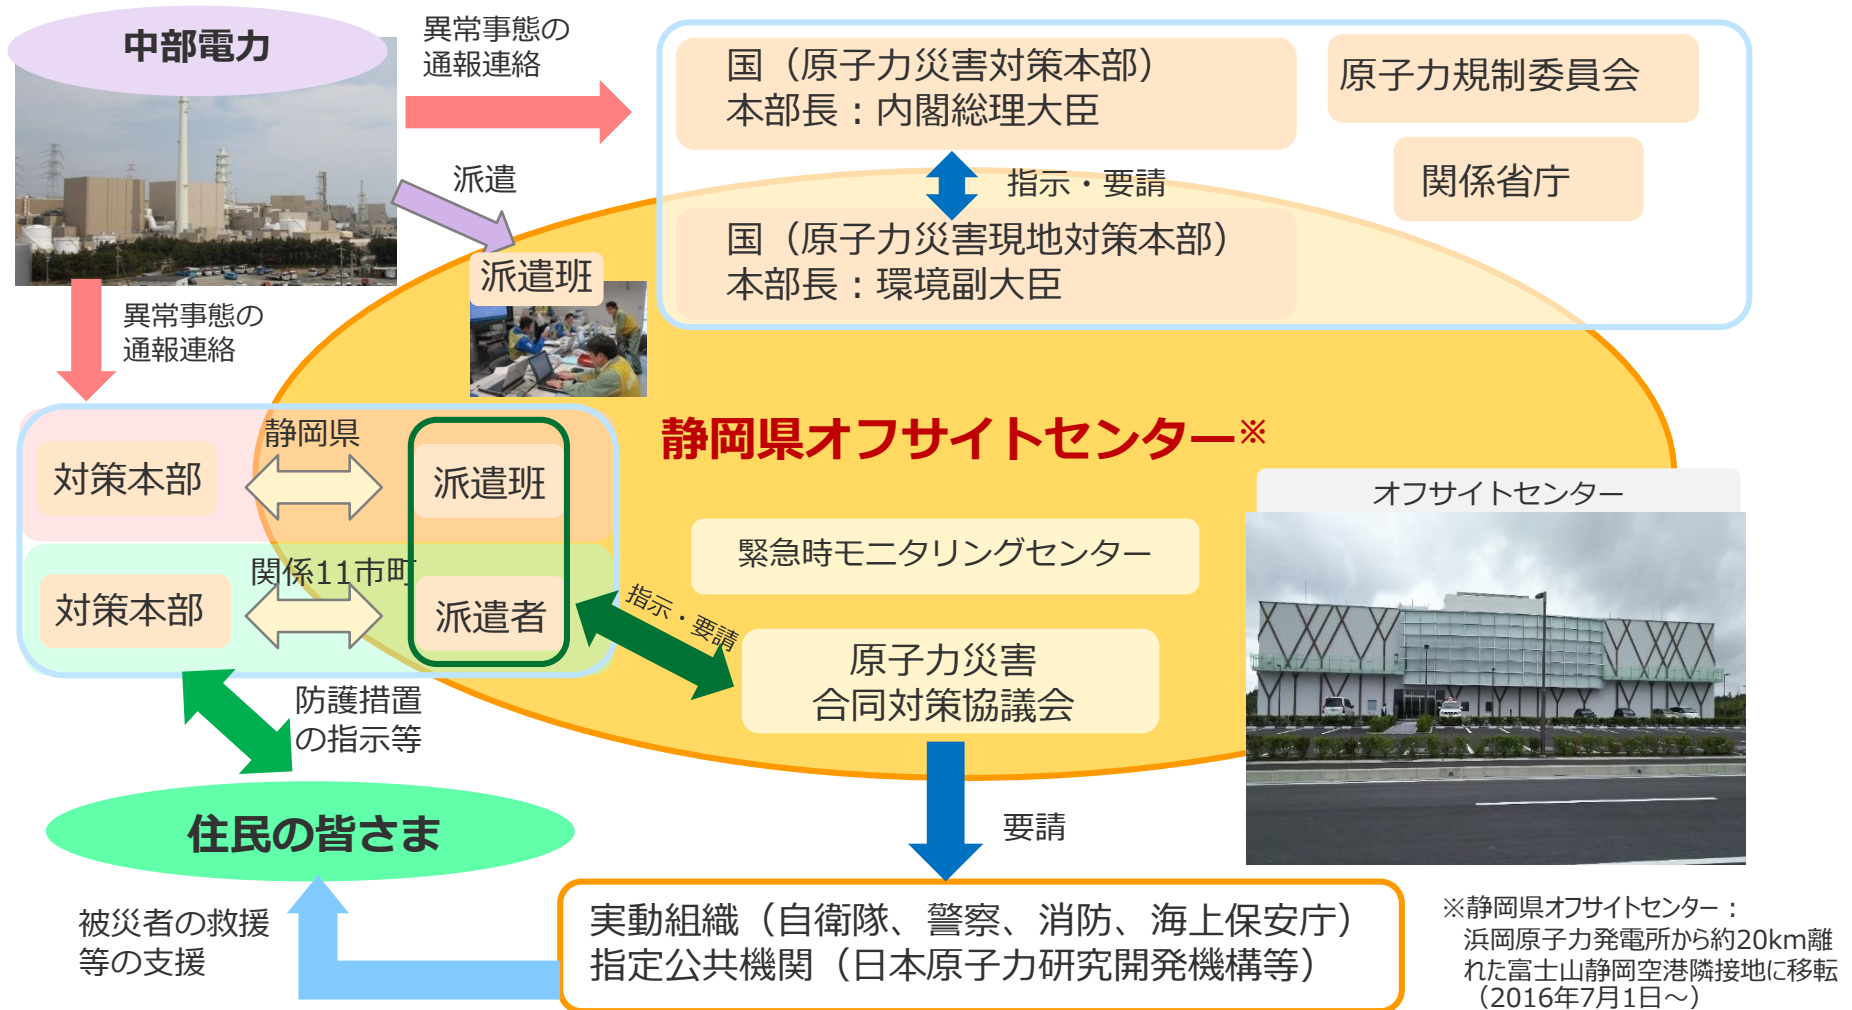 中部電力
異常事態の
通報連絡
国（原子力災害対策本部）
本部長：内閣総理大臣
原子力規制委員会
関係省庁
指示・要請
国（原子力災害現地対策本部）
本部長：環境副大臣
派遣
派遣班
異常事態の
通報連絡
静岡県オフサイトセンター※
静岡県
対策本部
派遣班
関係11市町
対策本部
派遣者
オフサイトセンター
緊急時モニタリングセンター
指示・要請
原子力災害
合同対策協議会
防護措置
の指示等
住民の皆さま
要請
被災者の救援
等の支援
実動組織（自衛隊、警察、消防、海上保安庁）
指定公共機関（日本原子力研究開発機構等）
※静岡県オフサイトセンター：
浜岡原子力発電所から約20km離
れた富士山静岡空港隣接地に移転
（2016年7月1日～）